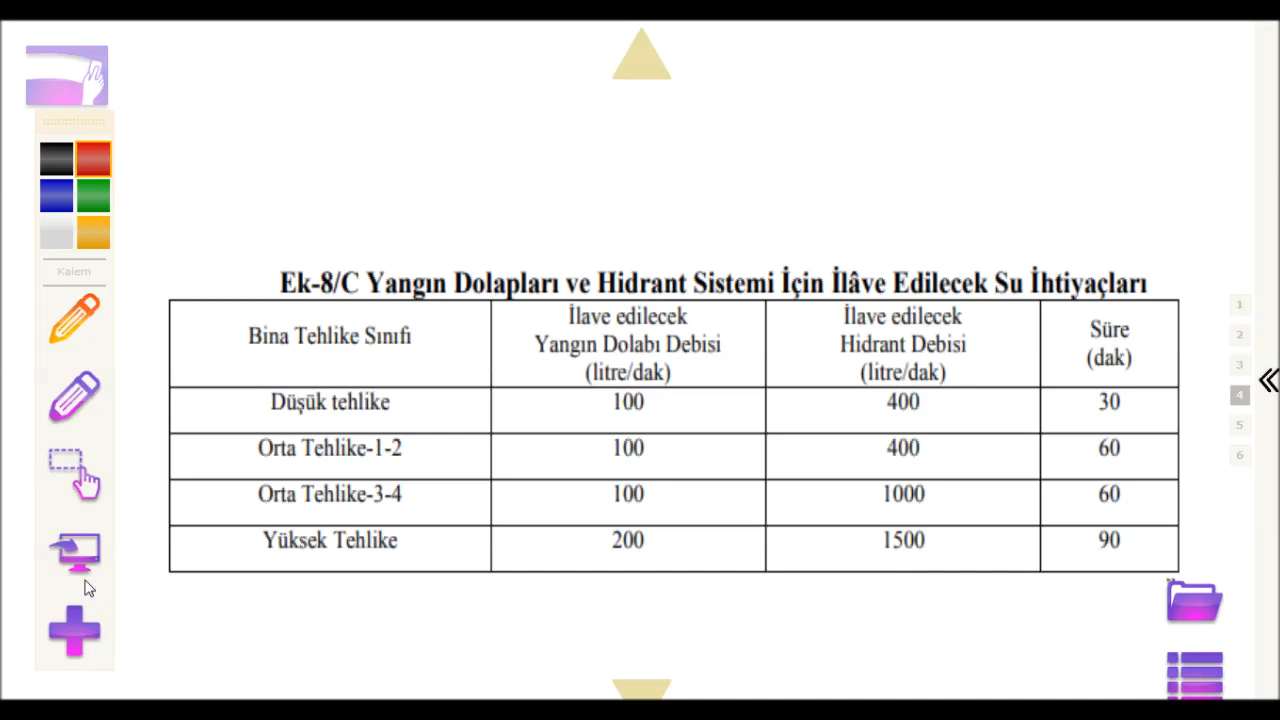 Ek-8/C Yangın Dolapları ve Hidrant Sistemi İçin İlâve Edilecek Su İhtiyaçları
Bina Tehlike Sınıfı
İlave edilecek
Yangın Dolabı Debisi
(litre/dak)
İlave edilecek
Hidrant Debisi
(litre/dak)
Süre
(dak)
Düşük tehlike 100 400 30
Orta Tehlike-1-2 100 400 60
Orta Tehlike-3-4 100 1000 60
Yüksek Tehlike 200 1500 90
Kalem
1
2
3
4
5
6